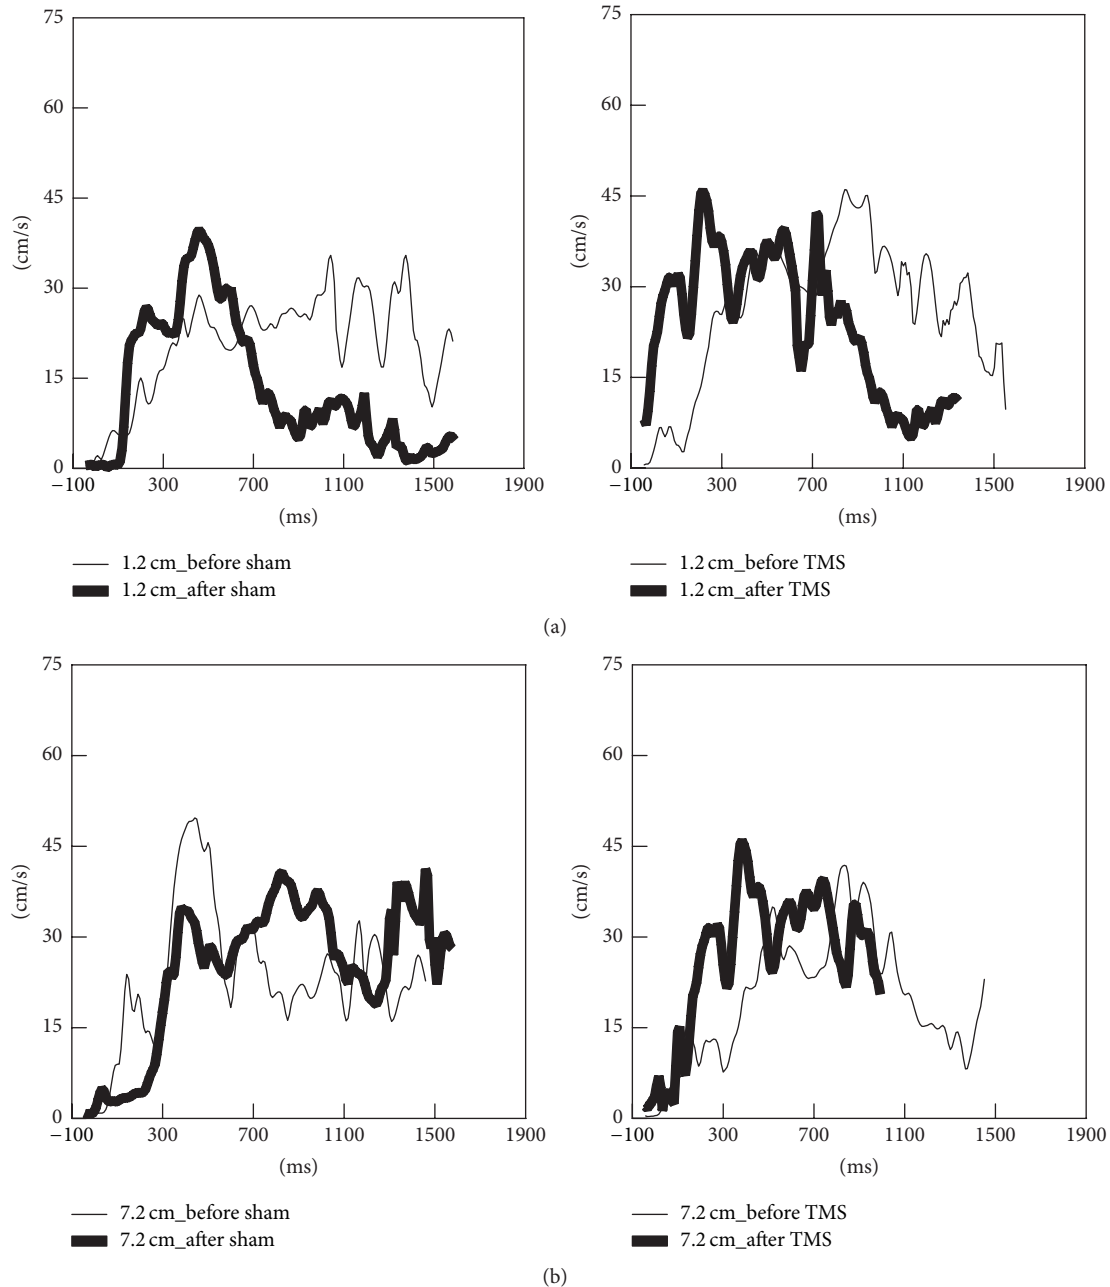 75
60
45
30
15
0
(cm/s)
−100 300 700 1100 1500 1900
(ms)
1.2 cm_before sham
1.2 cm_after sham
75
60
45
30
15
0
(cm/s)
−100 300 700 1100 1500 1900
(ms)
1.2 cm_before TMS
1.2 cm_after TMS
(a)
75
60
45
30
15
0
(cm/s)
−100 300 700 1100 1500 1900
(ms)
7.2 cm_before sham
7.2 cm_after sham
75
60
45
30
15
0
(cm/s)
−100 300 700 1100 1500 1900
(ms)
7.2 cm_before TMS
7.2 cm_after TMS
(b)